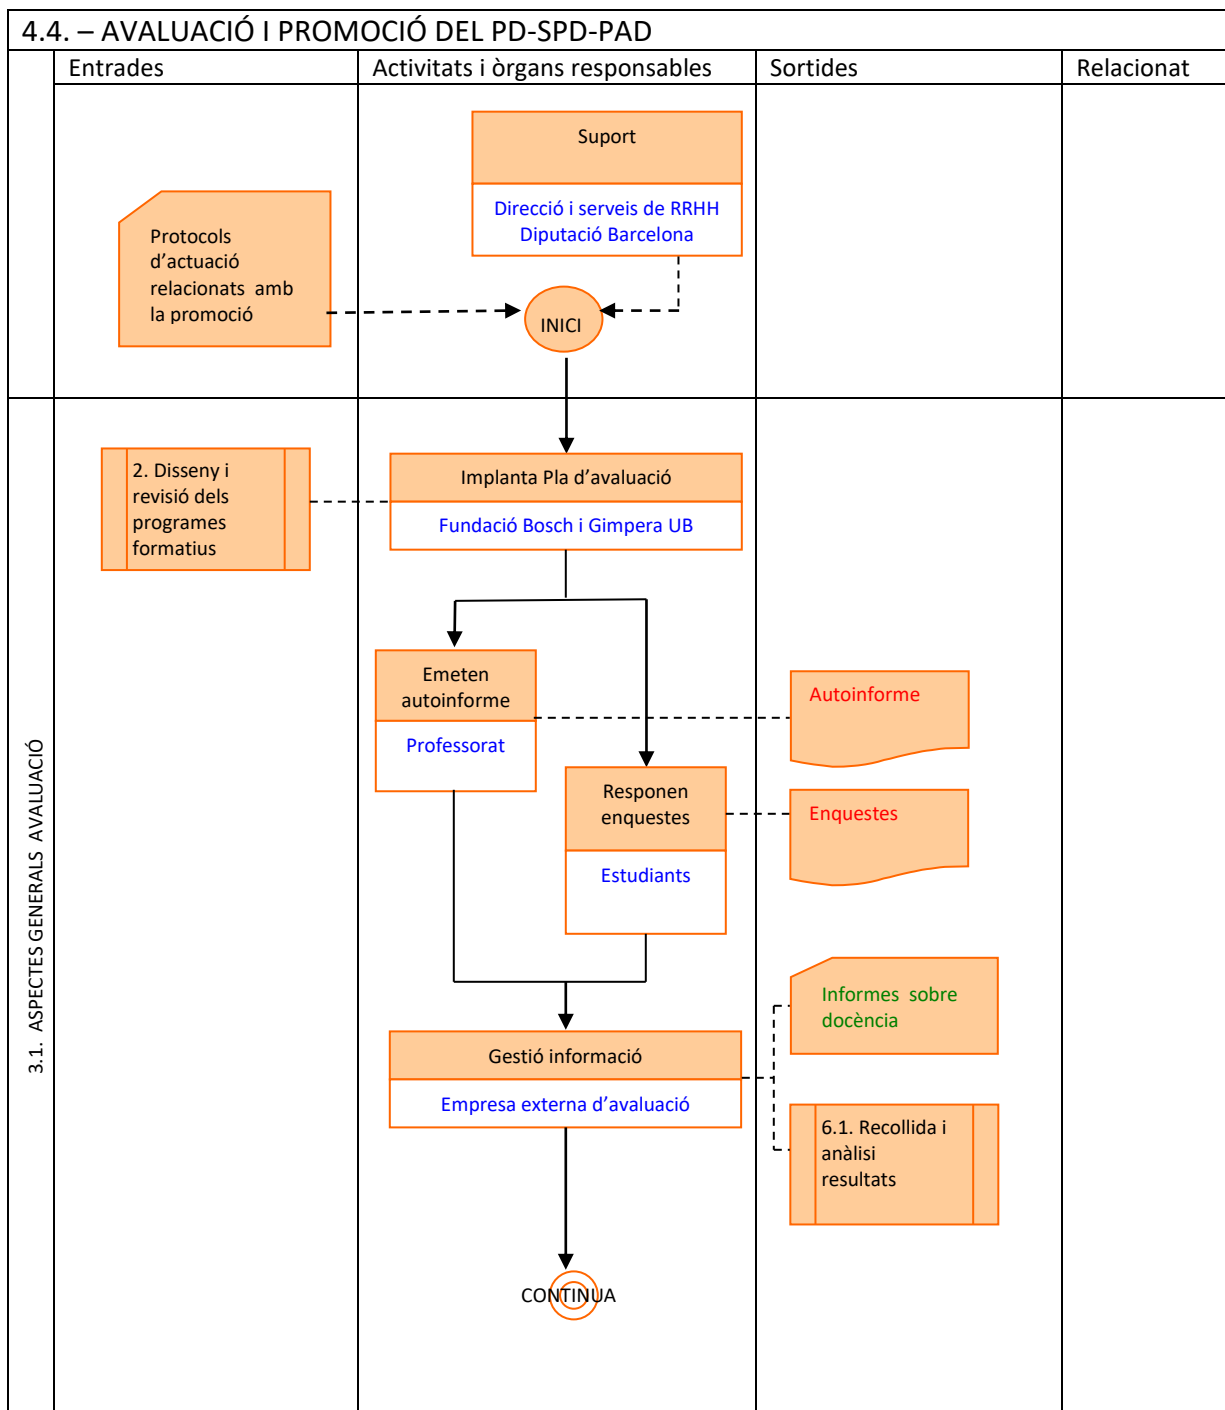 4.4. – AVALUACIÓ I PROMOCIÓ DEL PD-SPD-PAD
Entrades
Activitats i òrgans responsables
Sortides
Relacionat
Suport
Direcció i serveis de RRHH
Diputació Barcelona
Protocols
d’actuació
relacionats amb
la promoció
INICI
3.1. ASPECTES GENERALS AVALUACIÓ
2. Disseny i
revisió dels
programes
formatius
Implanta Pla d’avaluació
Fundació Bosch i Gimpera UB
Emeten
autoinforme
Professorat
Autoinforme
Responen
enquestes
Estudiants
Enquestes
Informes sobre
docència
Gestió informació
Empresa externa d’avaluació
6.1. Recollida i
anàlisi
resultats
CONTINUA